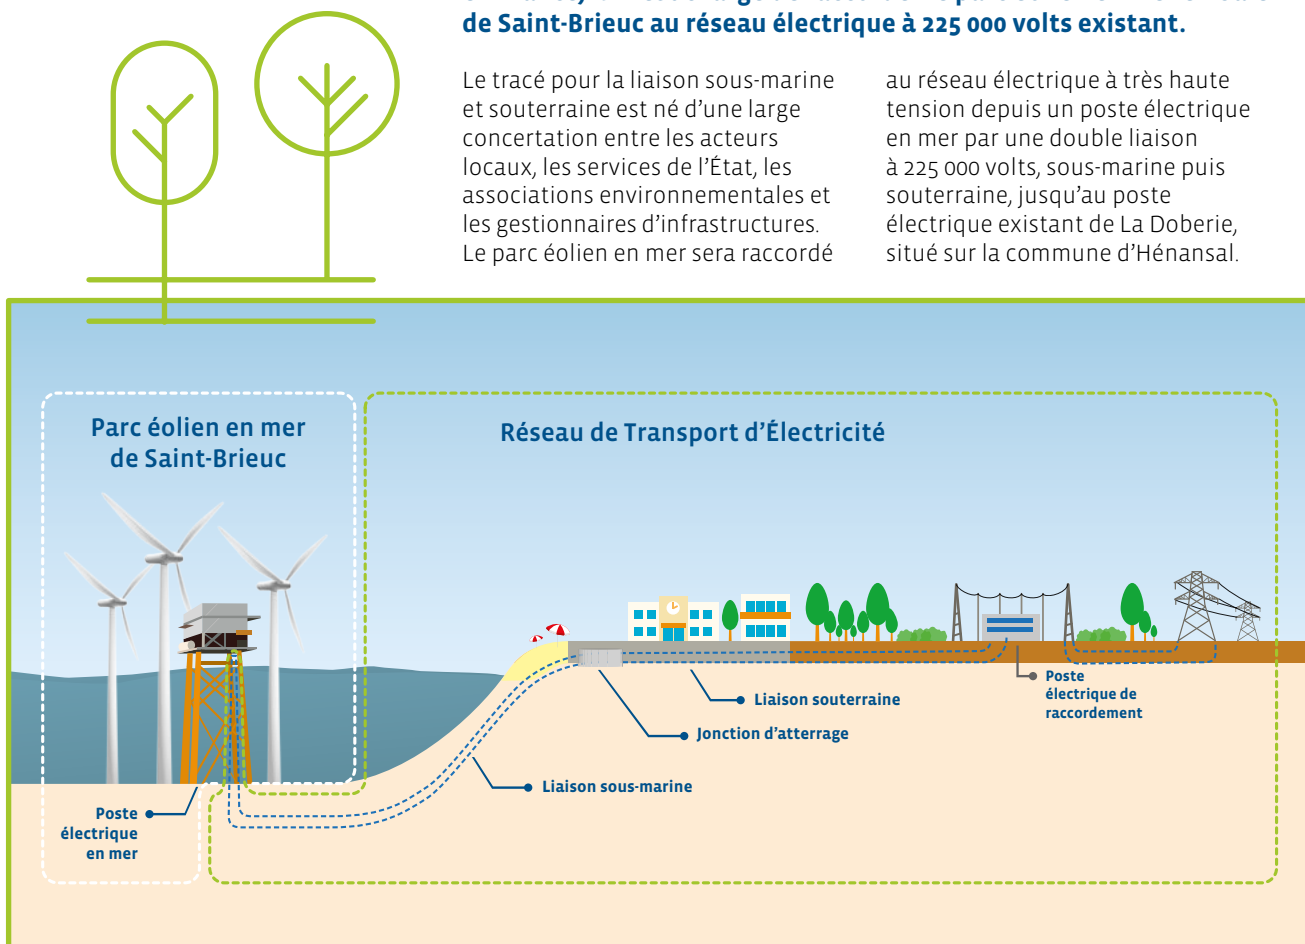 de Saint-Brieuc au réseau électrique à 225 000 volts existant.
Le tracé pour la liaison sous-marine
et souterraine est né d’une large
concertation entre les acteurs
locaux, les services de l’État, les
associations environnementales et
les gestionnaires d’infrastructures.
Le parc éolien en mer sera raccordé
au réseau électrique à très haute
tension depuis un poste électrique
en mer par une double liaison
à 225 000 volts, sous-marine puis
souterraine, jusqu’au poste
électrique existant de La Doberie,
situé sur la commune d’Hénansal.
Parc éolien en mer
de Saint-Brieuc
Réseau de Transport d’Électricité
Poste
électrique de
raccordement
Liaison souterraine
Jonction d’atterrage
Liaison sous-marine
Poste
électrique
en mer